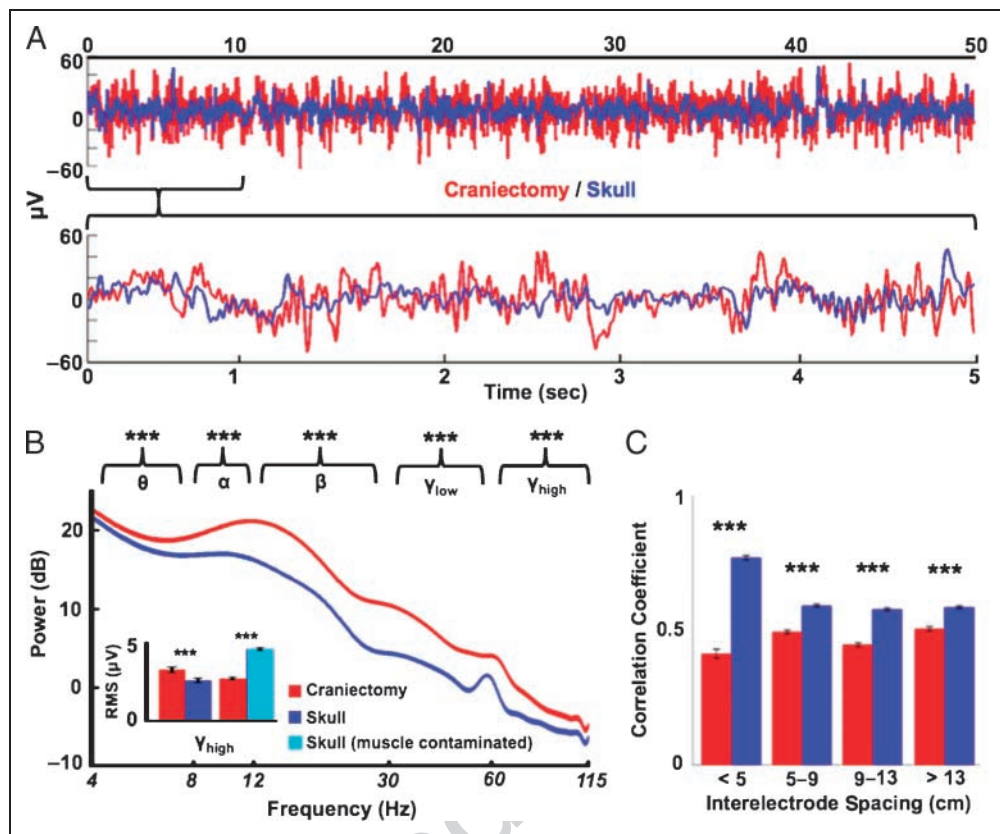 A
0 10 20 30 40 50
60
0
−60
μV
Craniectomy / Skull
60
0
−60
0 1 2 3 4 5
Time (sec)
B
*** *** *** *** ***
θ α β γlow γhigh
Power (dB)
20
10
0
−10
RMS (μV)
5
0
*** ***
γhigh
Craniectomy
Skull
Skull (muscle contaminated)
4 8 12 30 60 115
Frequency (Hz)
C
Correlation Coefficient
1
0.5
0
*** *** *** ***
< 5 5–9 9–13 > 13
Interelectrode Spacing (cm)